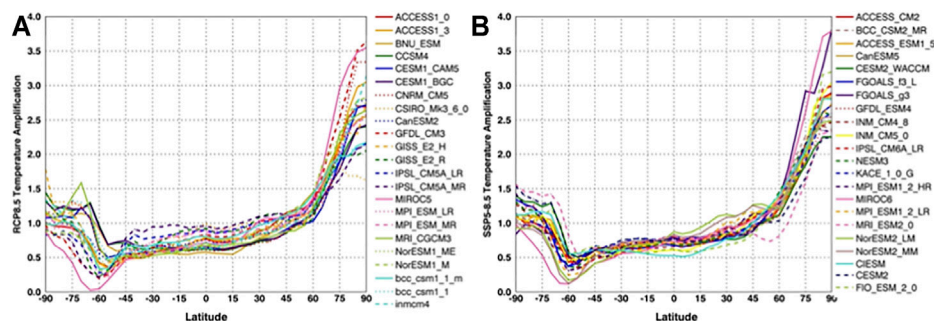 A
RCP8.5 Temperature Amplification
4.0
3.5
3.0
2.5
2.0
1.5
1.0
0.5
0.0
-90 -75 -60 -45 -30 -15 0 15 30 45 60 75 90
Latitude
ACCESS1_0
ACCESS1_3
BNU_ESM
CCSM4
CESM1_CAM5
CESM1_BGC
CNRM_CM5
CSIRO_Mk3_6_0
CanESM2
GFDL_CM3
GISS_E2_H
GISS_E2_R
IPSL_CM5A_LR
IPSL_CM5A_MR
MIROC5
MPI_ESM_LR
MPI_ESM_MR
MRI_CGCM3
NorESM1_ME
NorESM1_M
bcc_csm1_1_m
bcc_csm1_1
inmcm4
B
SSP5-8.5 Temperature Amplification
4.0
3.5
3.0
2.5
2.0
1.5
1.0
0.5
0.0
-90 -75 -60 -45 -30 -15 0 15 30 45 60 75 90
Latitude
ACCESS_CM2
BCC_CSM2_MR
ACCESS_ESM1_5
CanESM5
CESM2_WACCM
FGOALS_f3_L
FGOALS_g3
GFDL_ESM4
INM_CM4_8
INM_CM5_0
IPSL_CM6A_LR
NESM3
KACE_1_0_G
MPI_ESM1_2_HR
MIROC6
MPI_ESM1_2_LR
MRI_ESM2_0
NorESM2_LM
NorESM2_MM
CIESM
CESM2
FIO_ESM_2_0